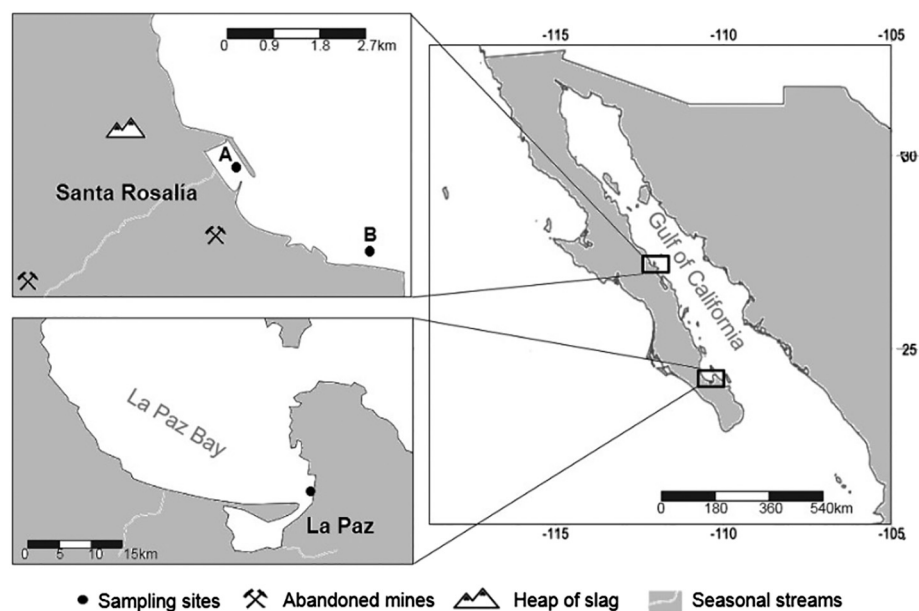 0 0.9 1.8 2.7km
A
Santa Rosalía
B
-115 -110 -105
30
25
Gulf of California
0 180 360 540km
-115 -110 -105
La Paz Bay
La Paz
0 5 10 15km
Sampling sites Abandoned mines Heap of slag Seasonal streams